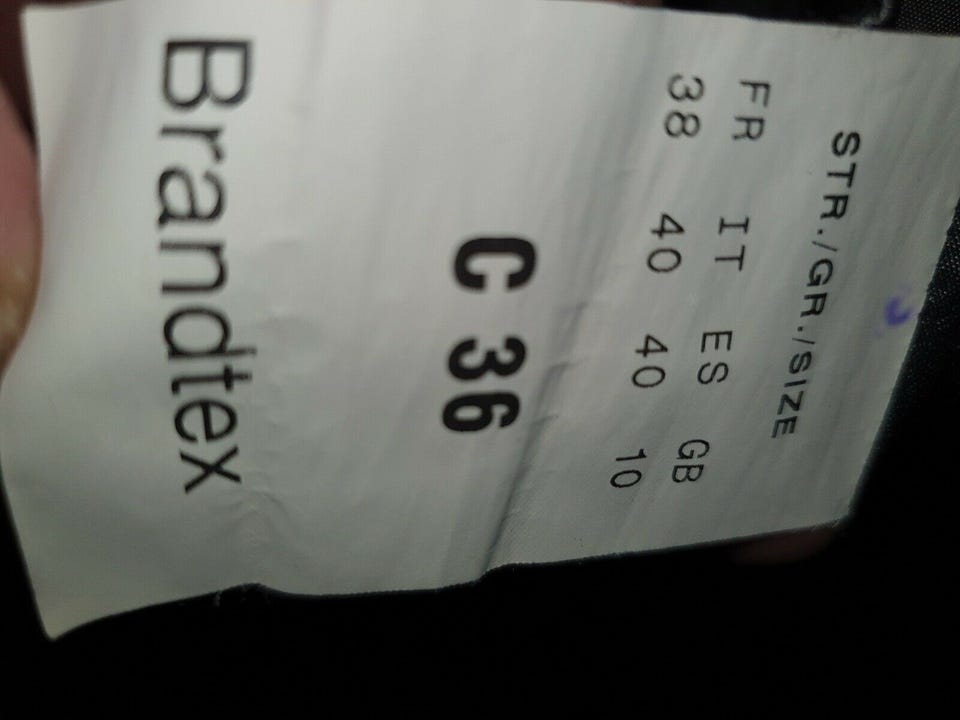 STR./GR./SIZE
FR IT ES GB
38 40 40 10
C 36
Brandtex